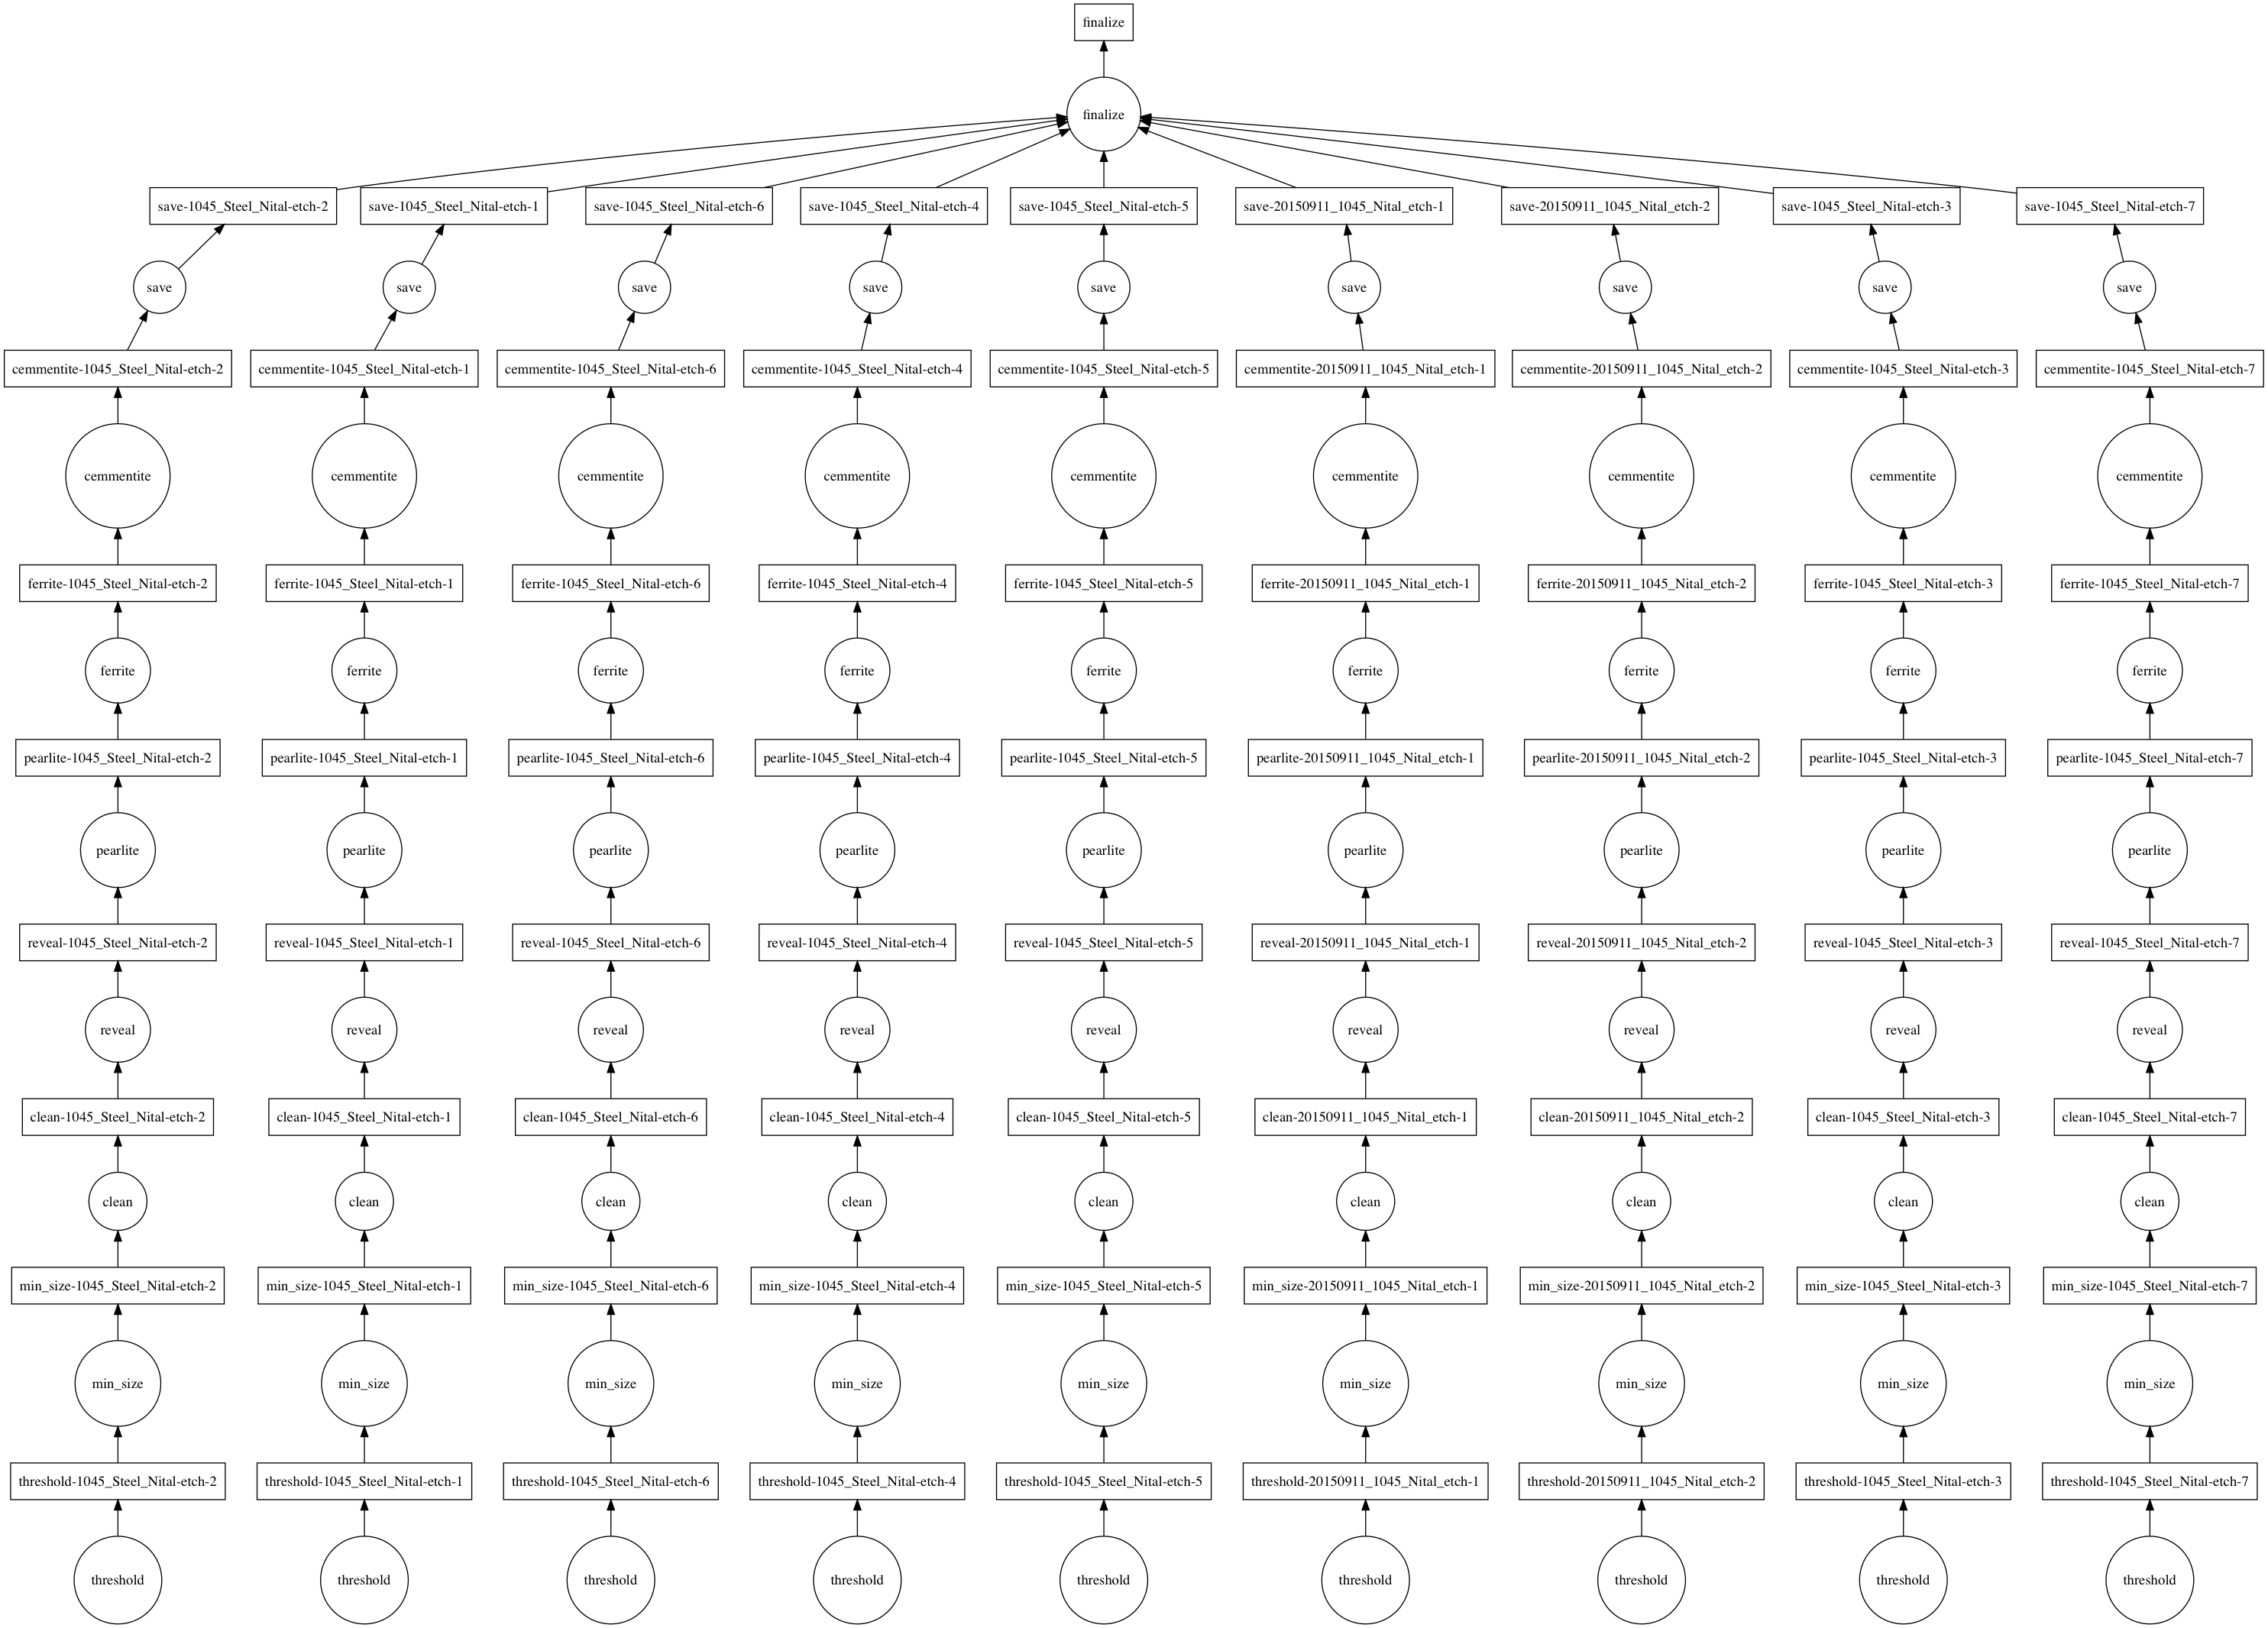 finalize
finalize
save-1045_Steel_Nital-etch-2 save-1045_Steel_Nital-etch-1 save-1045_Steel_Nital-etch-6 save-1045_Steel_Nital-etch-4 save-1045_Steel_Nital-etch-5 save-20150911_1045_Nital_etch-1 save-20150911_1045_Nital_etch-2 save-1045_Steel_Nital-etch-3 save-1045_Steel_Nital-etch-7
save save save save save save save save save
cemmentite-1045_Steel_Nital-etch-2 cemmentite-1045_Steel_Nital-etch-1 cemmentite-1045_Steel_Nital-etch-6 cemmentite-1045_Steel_Nital-etch-4 cemmentite-1045_Steel_Nital-etch-5 cemmentite-20150911_1045_Nital_etch-1 cemmentite-20150911_1045_Nital_etch-2 cemmentite-1045_Steel_Nital-etch-3 cemmentite-1045_Steel_Nital-etch-7
cemmentite cemmentite cemmentite cemmentite cemmentite cemmentite cemmentite cemmentite cemmentite
ferrite-1045_Steel_Nital-etch-2 ferrite-1045_Steel_Nital-etch-1 ferrite-1045_Steel_Nital-etch-6 ferrite-1045_Steel_Nital-etch-4 ferrite-1045_Steel_Nital-etch-5 ferrite-20150911_1045_Nital_etch-1 ferrite-20150911_1045_Nital_etch-2 ferrite-1045_Steel_Nital-etch-3 ferrite-1045_Steel_Nital-etch-7
ferrite ferrite ferrite ferrite ferrite ferrite ferrite ferrite ferrite
pearlite-1045_Steel_Nital-etch-2 pearlite-1045_Steel_Nital-etch-1 pearlite-1045_Steel_Nital-etch-6 pearlite-1045_Steel_Nital-etch-4 pearlite-1045_Steel_Nital-etch-5 pearlite-20150911_1045_Nital_etch-1 pearlite-20150911_1045_Nital_etch-2 pearlite-1045_Steel_Nital-etch-3 pearlite-1045_Steel_Nital-etch-7
pearlite pearlite pearlite pearlite pearlite pearlite pearlite pearlite pearlite
reveal-1045_Steel_Nital-etch-2 reveal-1045_Steel_Nital-etch-1 reveal-1045_Steel_Nital-etch-6 reveal-1045_Steel_Nital-etch-4 reveal-1045_Steel_Nital-etch-5 reveal-20150911_1045_Nital_etch-1 reveal-20150911_1045_Nital_etch-2 reveal-1045_Steel_Nital-etch-3 reveal-1045_Steel_Nital-etch-7
reveal reveal reveal reveal reveal reveal reveal reveal reveal
clean-1045_Steel_Nital-etch-2 clean-1045_Steel_Nital-etch-1 clean-1045_Steel_Nital-etch-6 clean-1045_Steel_Nital-etch-4 clean-1045_Steel_Nital-etch-5 clean-20150911_1045_Nital_etch-1 clean-20150911_1045_Nital_etch-2 clean-1045_Steel_Nital-etch-3 clean-1045_Steel_Nital-etch-7
clean clean clean clean clean clean clean clean clean
min_size-1045_Steel_Nital-etch-2 min_size-1045_Steel_Nital-etch-1 min_size-1045_Steel_Nital-etch-6 min_size-1045_Steel_Nital-etch-4 min_size-1045_Steel_Nital-etch-5 min_size-20150911_1045_Nital_etch-1 min_size-20150911_1045_Nital_etch-2 min_size-1045_Steel_Nital-etch-3 min_size-1045_Steel_Nital-etch-7
min_size min_size min_size min_size min_size min_size min_size min_size min_size
threshold-1045_Steel_Nital-etch-2 threshold-1045_Steel_Nital-etch-1 threshold-1045_Steel_Nital-etch-6 threshold-1045_Steel_Nital-etch-4 threshold-1045_Steel_Nital-etch-5 threshold-20150911_1045_Nital_etch-1 threshold-20150911_1045_Nital_etch-2 threshold-1045_Steel_Nital-etch-3 threshold-1045_Steel_Nital-etch-7
threshold threshold threshold threshold threshold threshold threshold threshold threshold